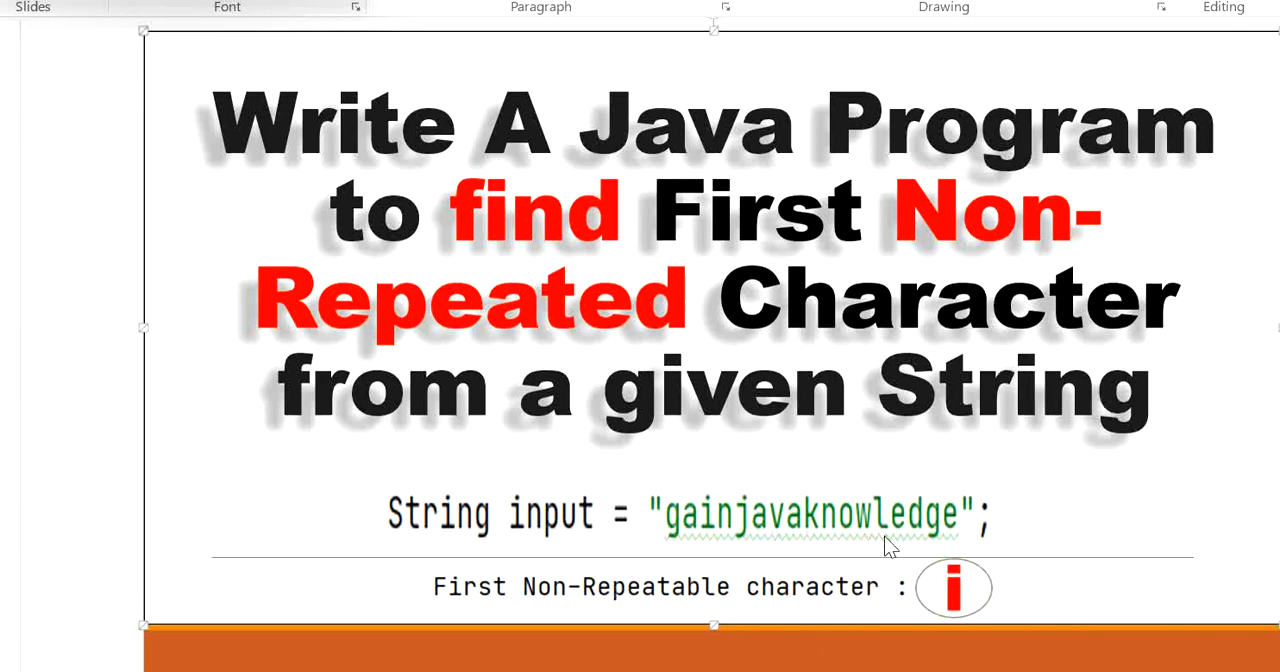 Slides Font Paragraph Drawing Editing
Write A Java Program
to find First Non-
Repeated Character
from a given String
String input = "gainjavaknowledge";
First Non-Repeatable character : i